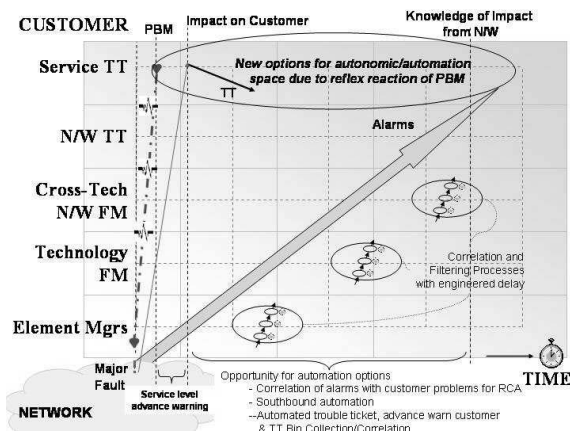 CUSTOMER
PBM
Impact on Customer
Knowledge of Impact
from N/W
Service TT
New options for autonomic/automation
space due to reflex reaction of PBM
TT
N/W TT
Alarms
Cross-Tech
N/W FM
Technology
FM
Correlation and
Filtering Processes
with engineered delay
Element Mgrs
Major
Fault
TIME
Service level
advance warning
NETWORK
Opportunity for automation options
- Correlation of alarms with customer problems for RCA
- Southbound automation
--Automated trouble ticket, advance warn customer
& TT Bin Collection/Correlation